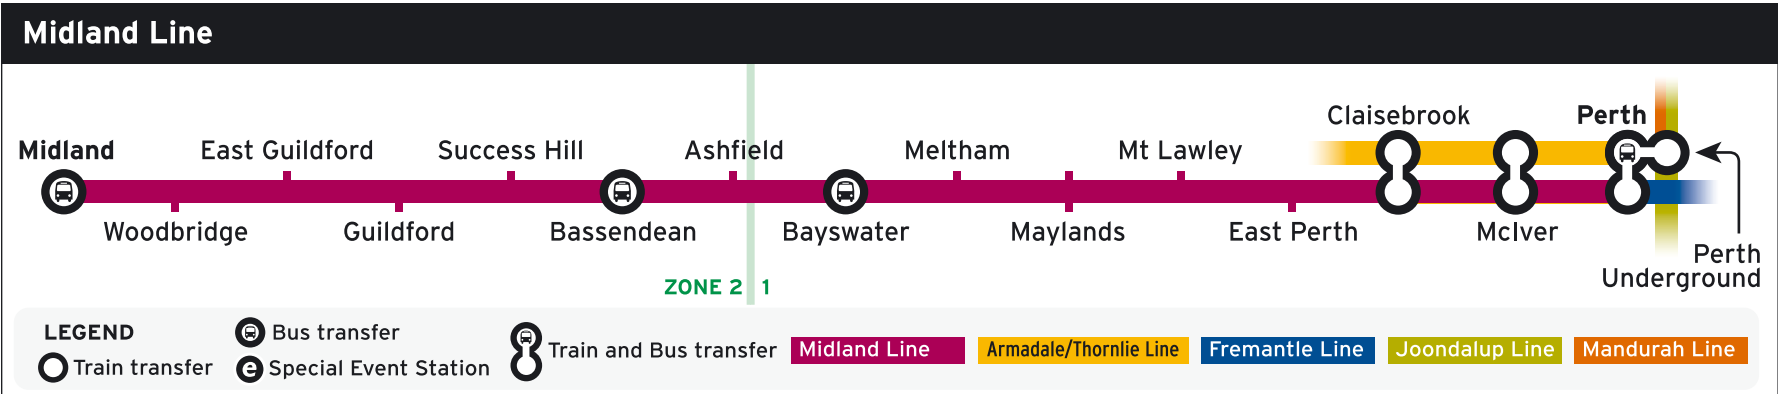 Midland Line
Claisebrook
Perth
Midland
East Guildford
Success Hill
Ashfield
Meltham
Mt Lawley
Woodbridge
Guildford
Bassendean
Bayswater
Maylands
East Perth
McIver
Perth
Underground
ZONE 2
1
LEGEND
Train transfer
Bus transfer
e Special Event Station
Train and Bus transfer
Midland Line
Armadale/Thornlie Line
Fremantle Line
Joondalup Line
Mandurah Line